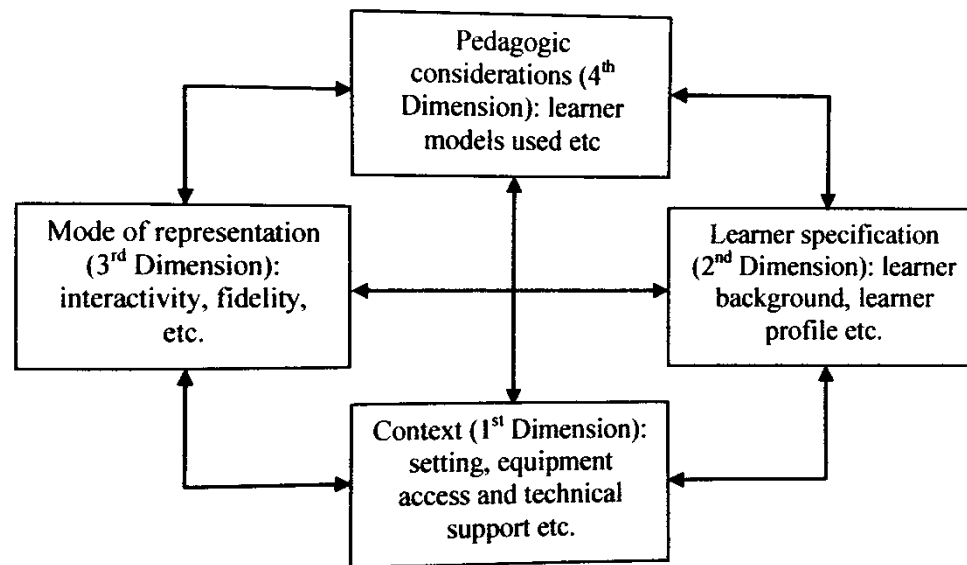 Pedagogic
considerations (4th
Dimension): learner
models used etc
Mode of representation
(3rd Dimension):
interactivity, fidelity,
etc.
Learner specification
(2nd Dimension): learner
background, learner
profile etc.
Context (1st Dimension):
setting, equipment
access and technical
support etc.